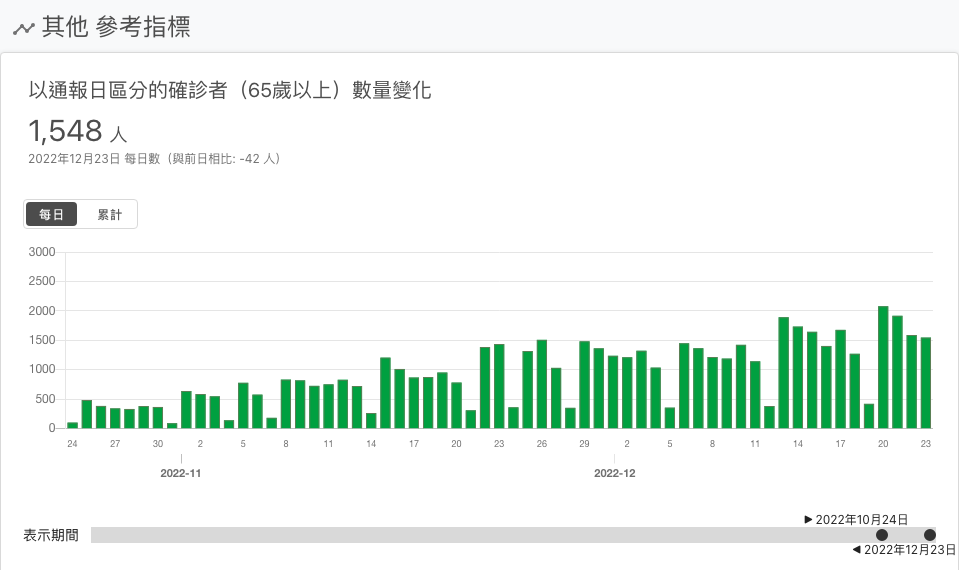 其他 參考指標
以通報日區分的確診者（65歲以上）數量變化
1,548 人
2022年12月23日 每日數（與前日相比: -42 人）
每日 累計
3000
2500
2000
1500
1000
500
0
24 27 30 2 5 8 11 14 17 20 23 26 29 2 5 8 11 14 17 20 23
2022-11 2022-12
▶ 2022年10月24日
表示期間
◀ 2022年12月23日